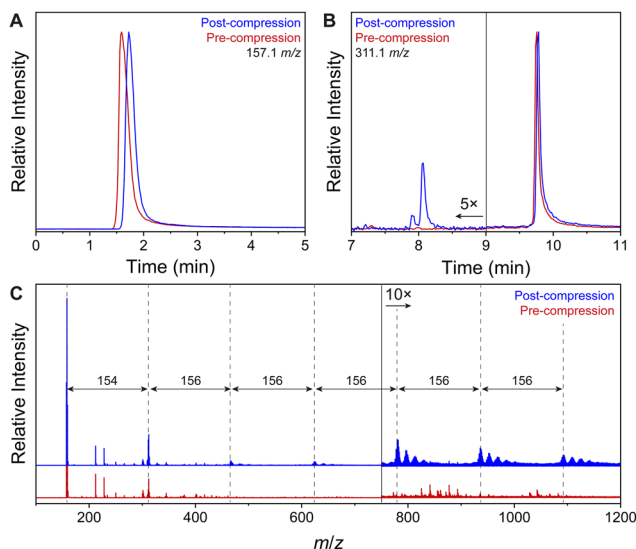 A
Post-compression
Pre-compression
157.1 m/z
Relative Intensity
0
1
2
3
4
5
Time (min)
B
Post-compression
Pre-compression
311.1 m/z
Relative Intensity
5×
7
8
9
10
11
Time (min)
C
10×
Post-compression
Pre-compression
Relative Intensity
154
156
156
156
156
156
200
400
600
800
1000
1200
m/z